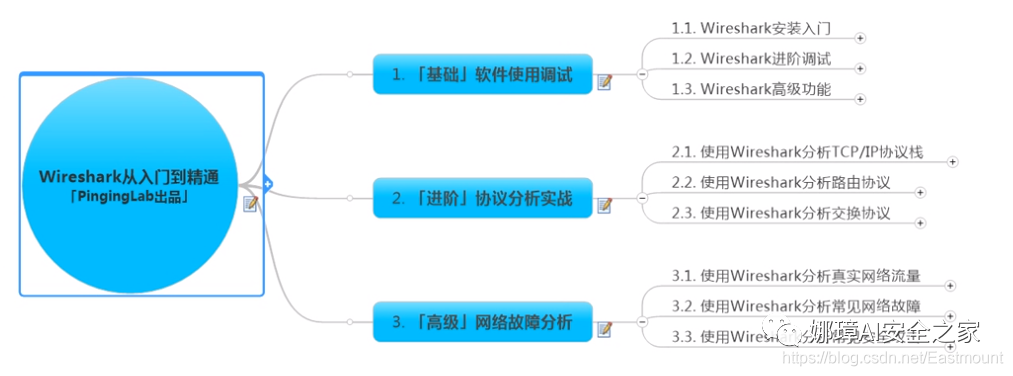 Wireshark从入门到精通
「PingingLab出品」
1. 「基础」软件使用调试
1.1. Wireshark安装入门
1.2. Wireshark进阶调试
1.3. Wireshark高级功能
2. 「进阶」协议分析实战
2.1. 使用Wireshark分析TCP/IP协议栈
2.2. 使用Wireshark分析路由协议
2.3. 使用Wireshark分析交换协议
3. 「高级」网络故障分析
3.1. 使用Wireshark分析真实网络流量
3.2. 使用Wireshark分析常见网络故障
3.3. 使用Wireshark分
娜璋AI安全之家
https://blog.csdn.net/Eastmount